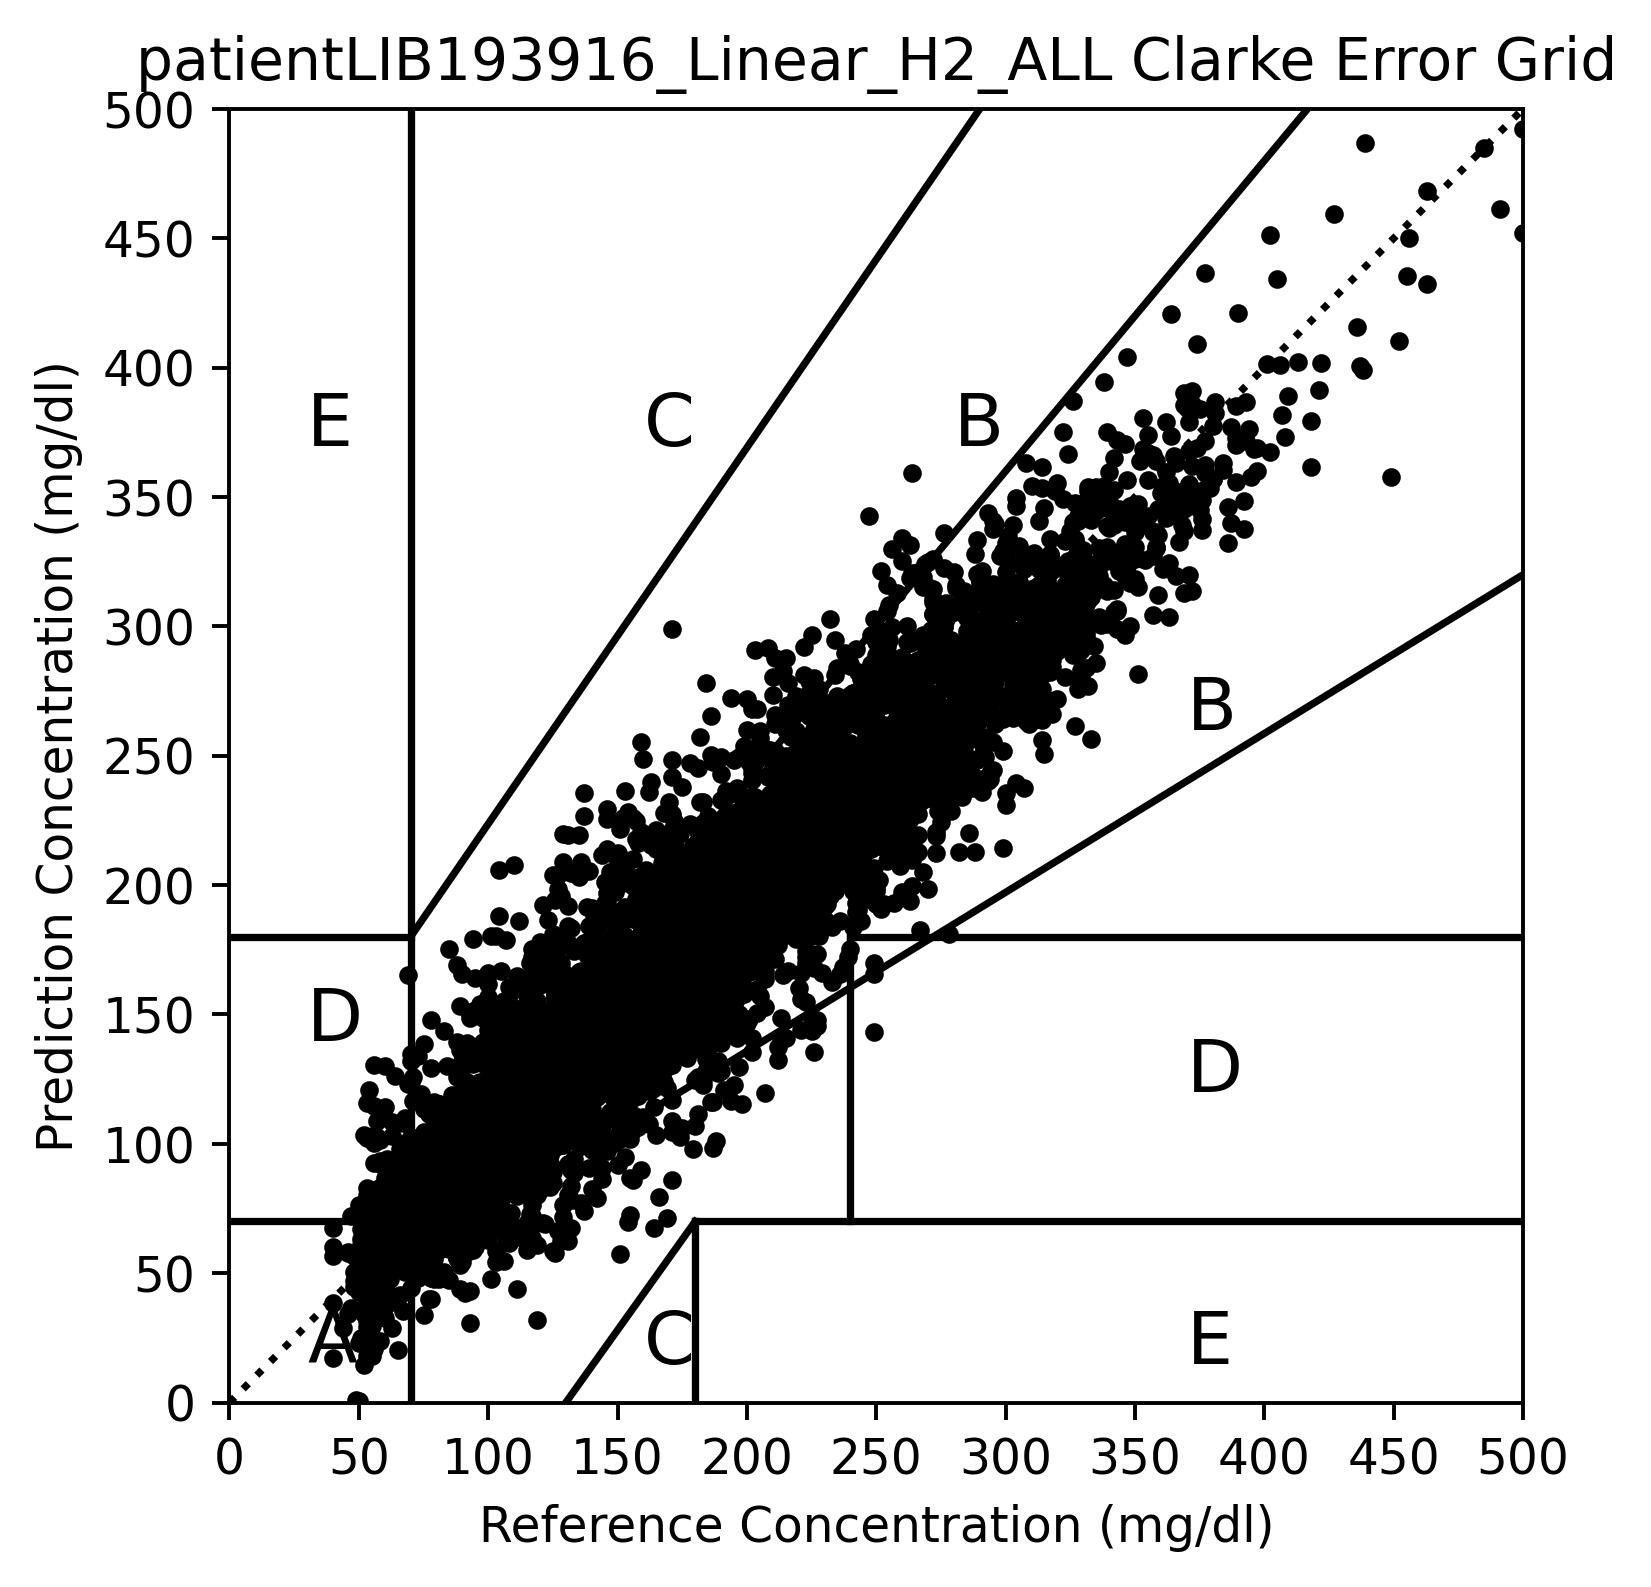 patientLIB193916_Linear_H2_ALL Clarke Error Grid
500
450
400
350
300
250
200
150
100
50
0
Prediction Concentration (mg/dl)
E
C
B
B
D
D
A
C
E
0 50 100 150 200 250 300 350 400 450 500
Reference Concentration (mg/dl)